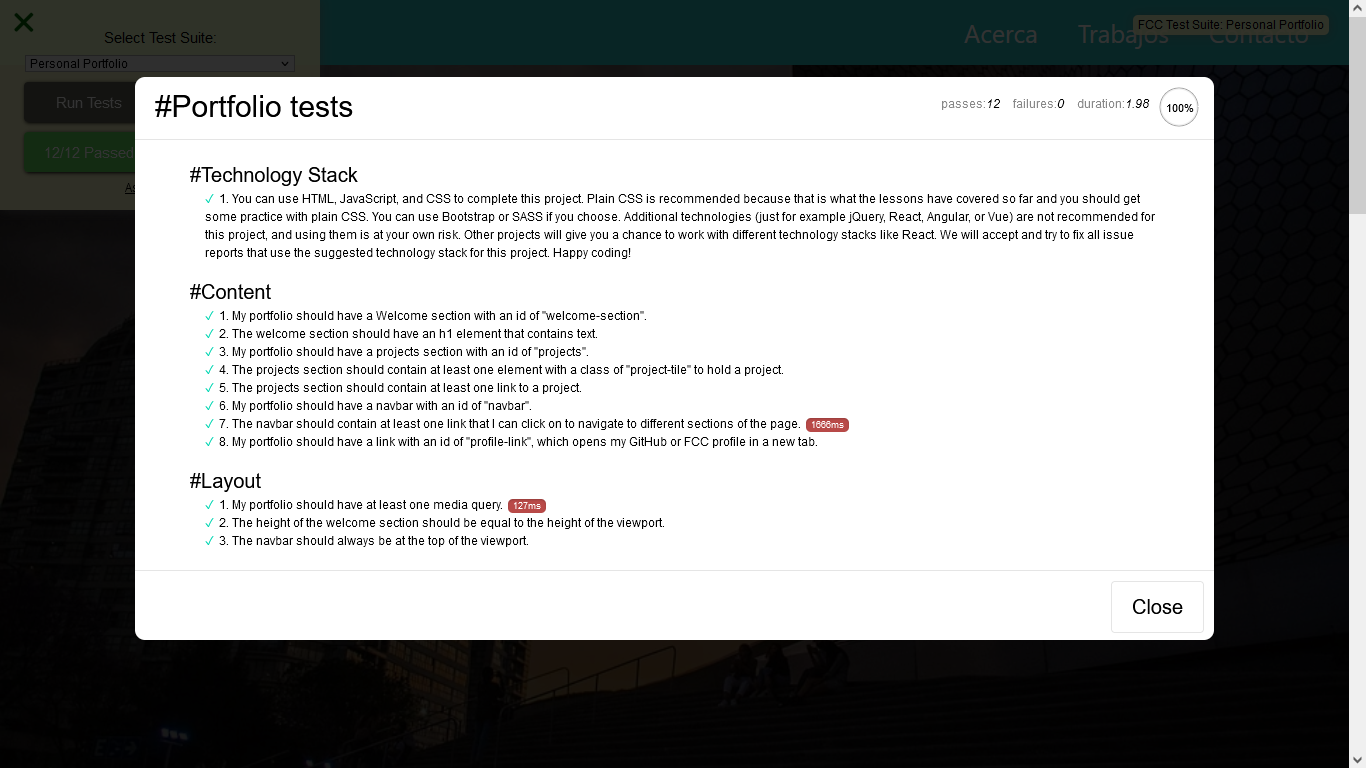 Select Test Suite:
Acerca
Trabajos
Contacto
FCC Test Suite: Personal Portfolio
Personal Portfolio
Run Tests
12/12 Passed
#Portfolio tests
passes:12 failures:0 duration:1.98 100%
#Technology Stack
✓ 1. You can use HTML, JavaScript, and CSS to complete this project. Plain CSS is recommended because that is what the lessons have covered so far and you should get
some practice with plain CSS. You can use Bootstrap or SASS if you choose. Additional technologies (just for example jQuery, React, Angular, or Vue) are not recommended for
this project, and using them is at your own risk. Other projects will give you a chance to work with different technology stacks like React. We will accept and try to fix all issue
reports that use the suggested technology stack for this project. Happy coding!
#Content
✓ 1. My portfolio should have a Welcome section with an id of "welcome-section".
✓ 2. The welcome section should have an h1 element that contains text.
✓ 3. My portfolio should have a projects section with an id of "projects".
✓ 4. The projects section should contain at least one element with a class of "project-tile" to hold a project.
✓ 5. The projects section should contain at least one link to a project.
✓ 6. My portfolio should have a navbar with an id of "navbar".
✓ 7. The navbar should contain at least one link that I can click on to navigate to different sections of the page. 1666ms
✓ 8. My portfolio should have a link with an id of "profile-link", which opens my GitHub or FCC profile in a new tab.
#Layout
✓ 1. My portfolio should have at least one media query. 127ms
✓ 2. The height of the welcome section should be equal to the height of the viewport.
✓ 3. The navbar should always be at the top of the viewport.
Close